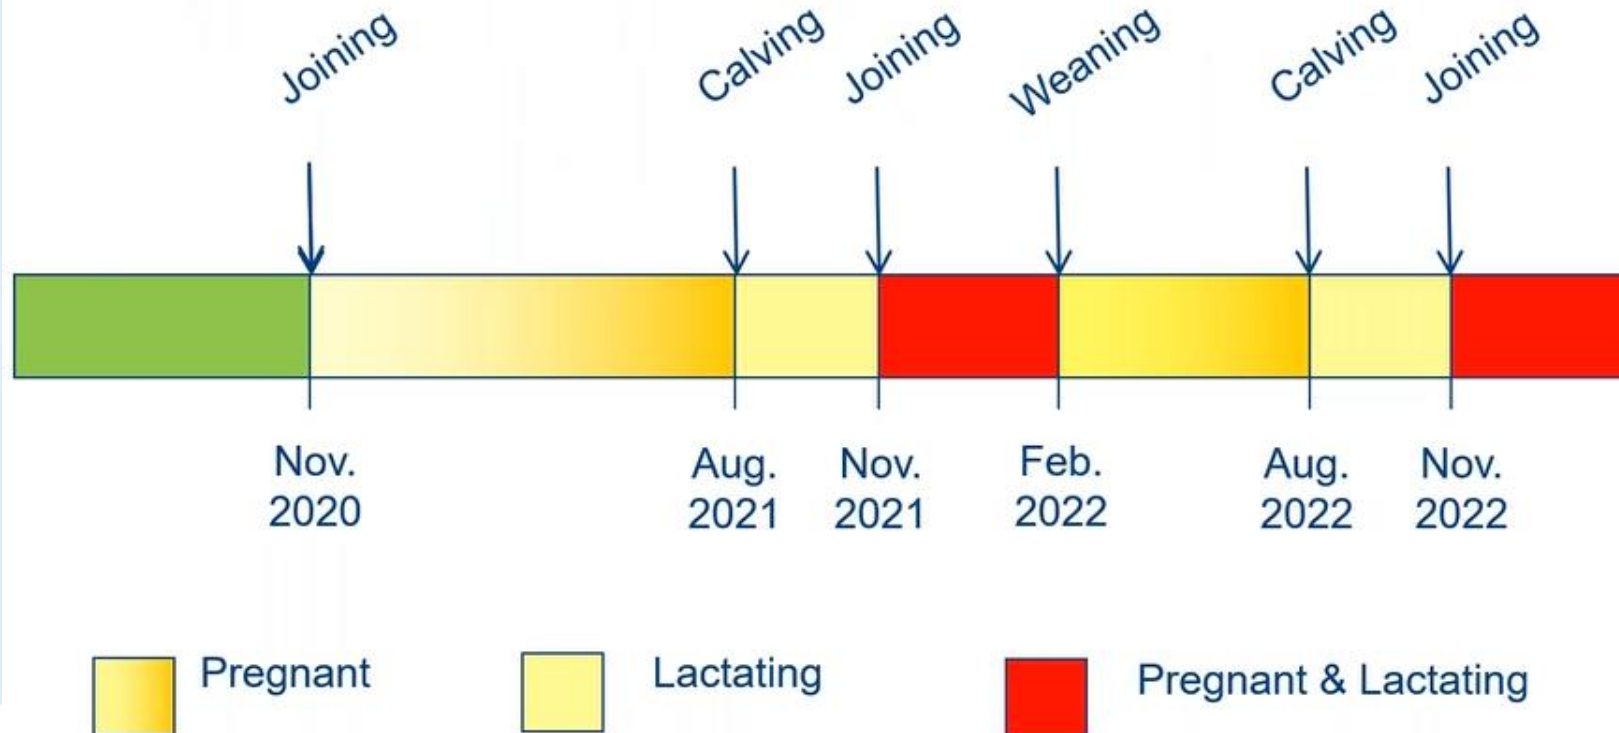 Joining
Calving
Joining
Weaning
Calving
Joining
Nov.
2020
Aug.
2021
Nov.
2021
Feb.
2022
Aug.
2022
Nov.
2022
Pregnant
Lactating
Pregnant & Lactating